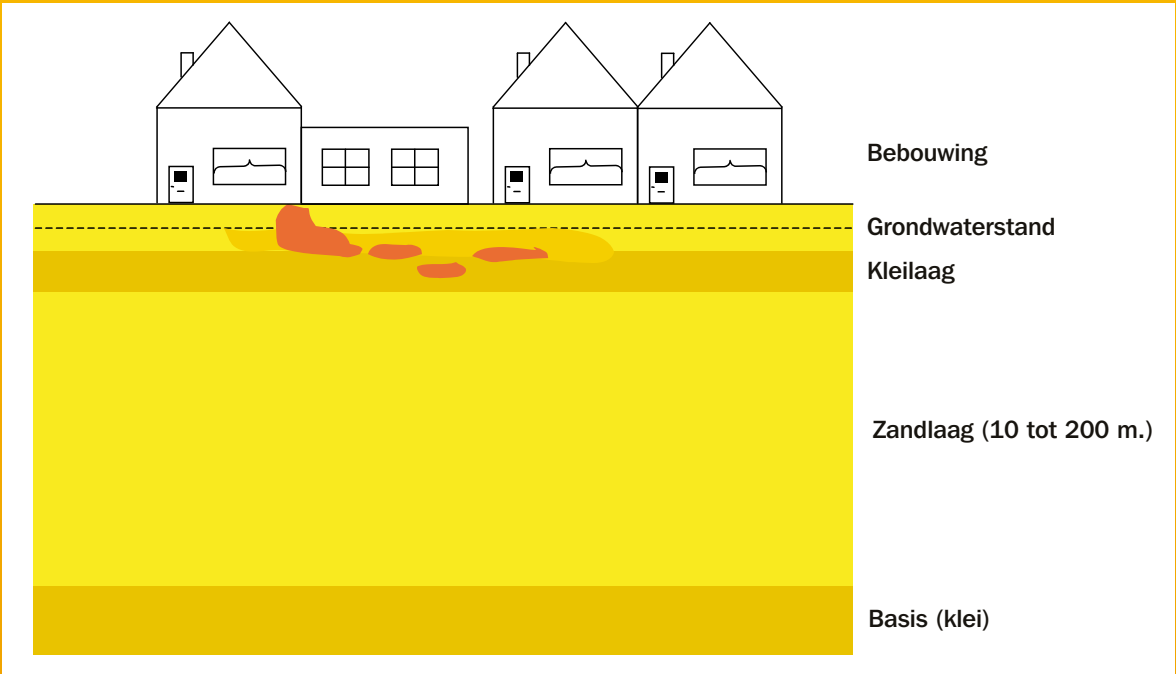 Bebouwing
Grondwaterstand
Kleilaag
Zandlaag (10 tot 200 m.)
Basis (klei)